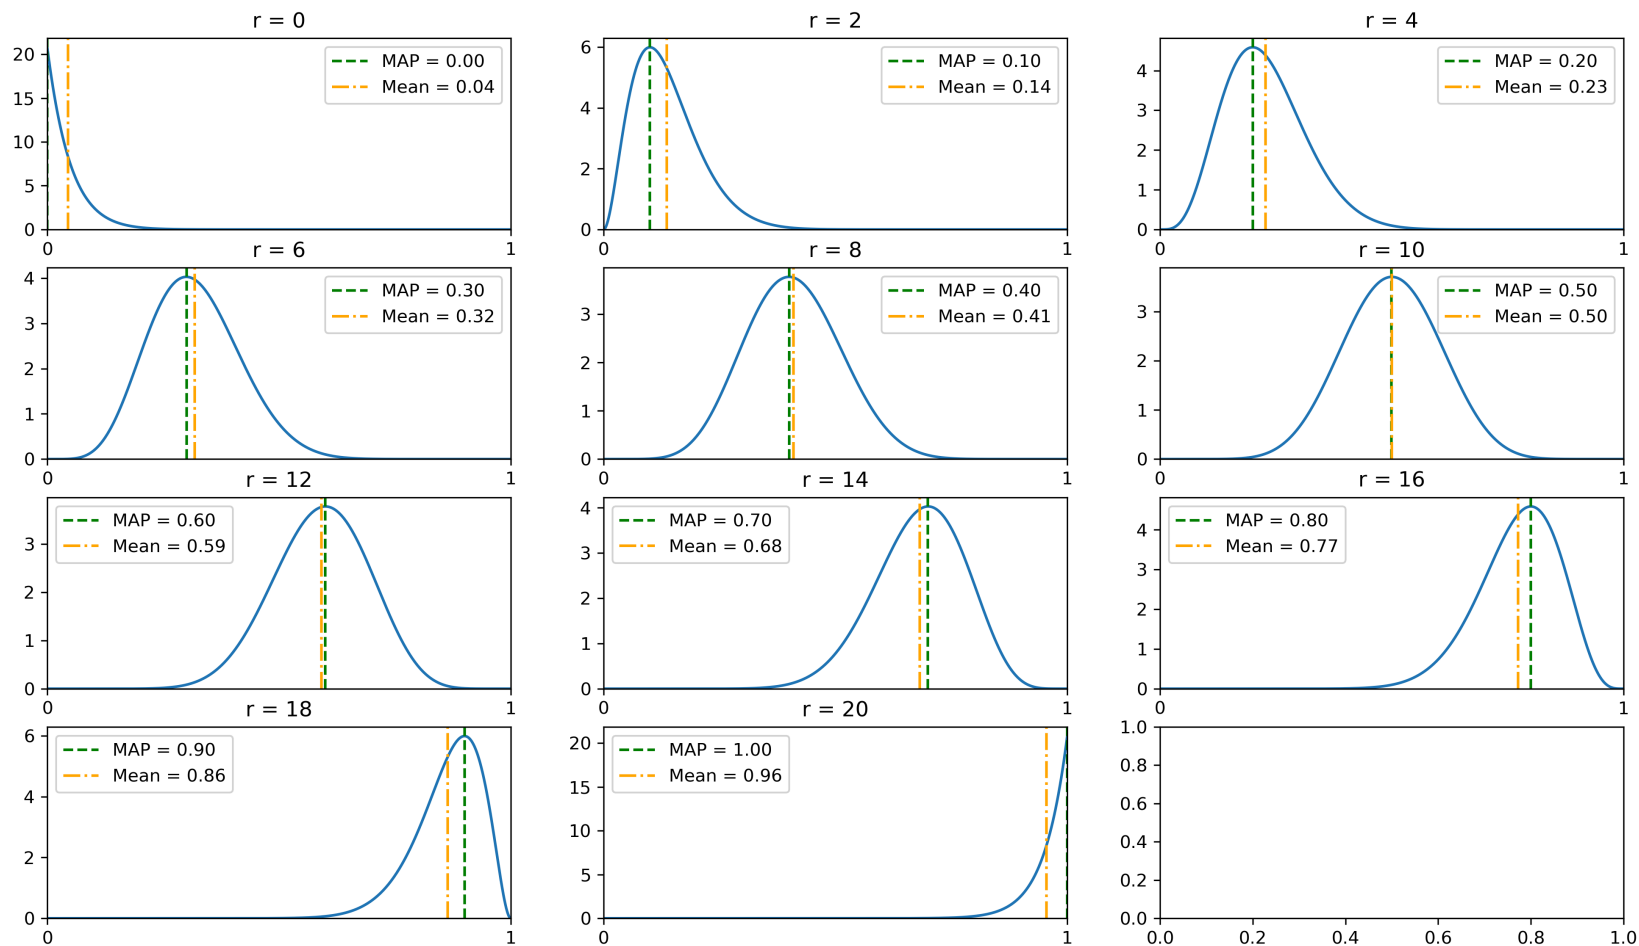 r = 0
20
15
10
5
0
0
1
MAP = 0.00
Mean = 0.04
r = 2
6
4
2
0
0
1
MAP = 0.10
Mean = 0.14
r = 4
4
3
2
1
0
0
1
MAP = 0.20
Mean = 0.23
r = 6
4
3
2
1
0
0
1
MAP = 0.30
Mean = 0.32
r = 8
3
2
1
0
0
1
MAP = 0.40
Mean = 0.41
r = 10
3
2
1
0
0
1
MAP = 0.50
Mean = 0.50
r = 12
3
2
1
0
0
1
MAP = 0.60
Mean = 0.59
r = 14
4
3
2
1
0
0
1
MAP = 0.70
Mean = 0.68
r = 16
4
3
2
1
0
0
1
MAP = 0.80
Mean = 0.77
r = 18
6
4
2
0
0
1
MAP = 0.90
Mean = 0.86
r = 20
20
15
10
5
0
0
1
MAP = 1.00
Mean = 0.96
1.0
0.8
0.6
0.4
0.2
0.0
0.0 0.2 0.4 0.6 0.8 1.0